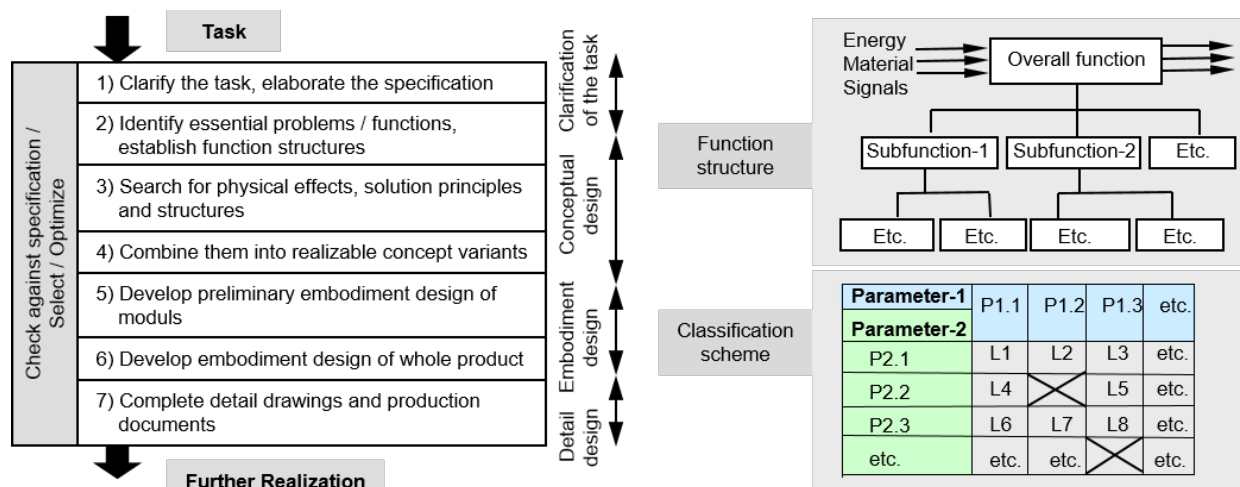 Task
1) Clarify the task, elaborate the specification
2) Identify essential problems / functions,
establish function structures
3) Search for physical effects, solution principles
and structures
4) Combine them into realizable concept variants
5) Develop preliminary embodiment design of
moduls
6) Develop embodiment design of whole product
7) Complete detail drawings and production
documents
Further Realization
Check against specification /
Select / Optimize
Clarification
of the task
Conceptual
design
Embodiment
design
Detail
design
Function
structure
Energy
Material
Signals
Overall function
Subfunction-1 Subfunction-2 Etc.
Etc. Etc. Etc. Etc.
Classification
scheme
Parameter-1 P1.1 P1.2 P1.3 etc.
Parameter-2
P2.1 L1 L2 L3 etc.
P2.2 L4 L5 etc.
P2.3 L6 L7 L8 etc.
etc. etc. etc. etc.